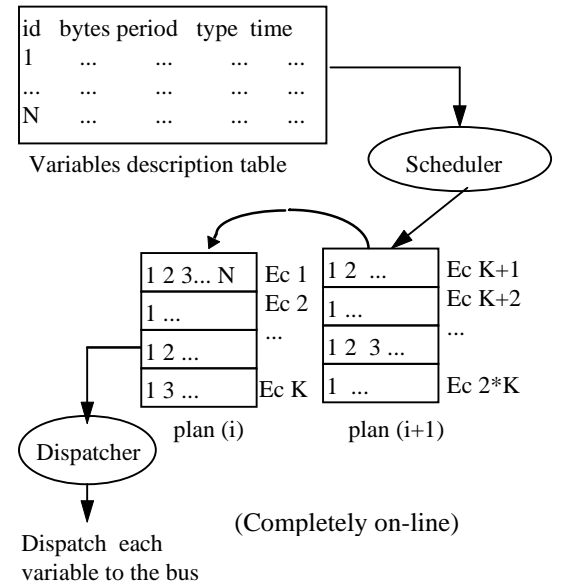 id bytes period type time
1 ... ... ... ...
... ... ... ... ...
N ... ... ... ...
Variables description table
Scheduler
1 2 3... N Ec 1
1 ... Ec 2
1 2 ... ...
1 3 ... Ec K
plan (i)
1 2 ... Ec K+1
1 ... Ec K+2
1 2 3 ... ...
1 ... Ec 2*K
plan (i+1)
Dispatcher
(Completely on-line)
Dispatch each
variable to the bus